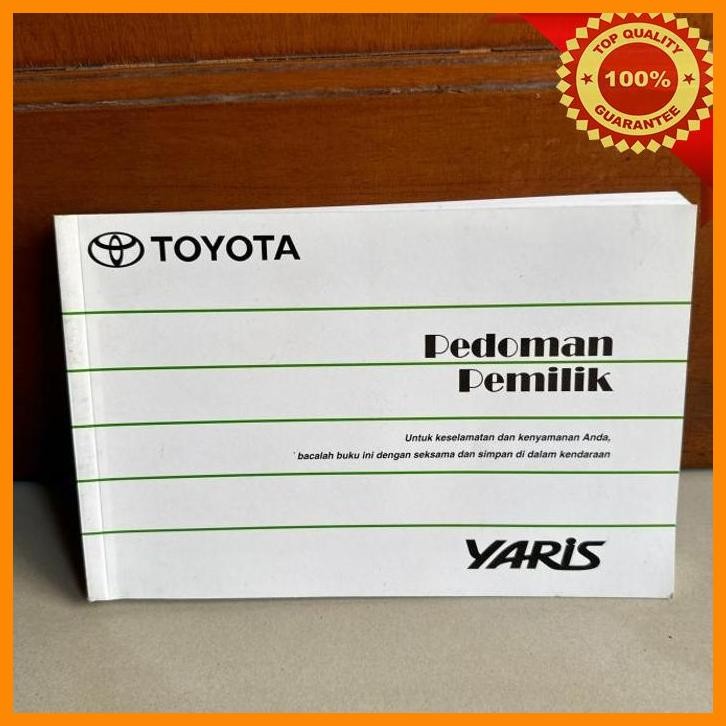 TOP QUALITY
100%
GUARANTEE
TOYOTA
Pedoman
Pemilik
Untuk keselamatan dan kenyamanan Anda,
bacalah buku ini dengan seksama dan simpan di dalam kendaraan
YARiS